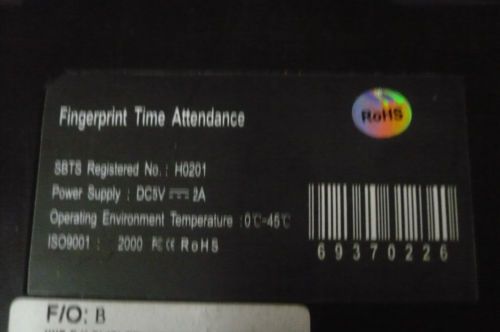 Fingerprint Time Attendance
RoHS
SBTS Registered No. : H0201
Power Supply : DC5V ⎓ 2A
Operating Environment Temperature : 0℃-45℃
ISO9001 : 2000 FC CE RoHS
69370226
F/O: B